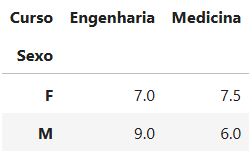 Curso Engenharia Medicina
Sexo
F 7.0 7.5
M 9.0 6.0